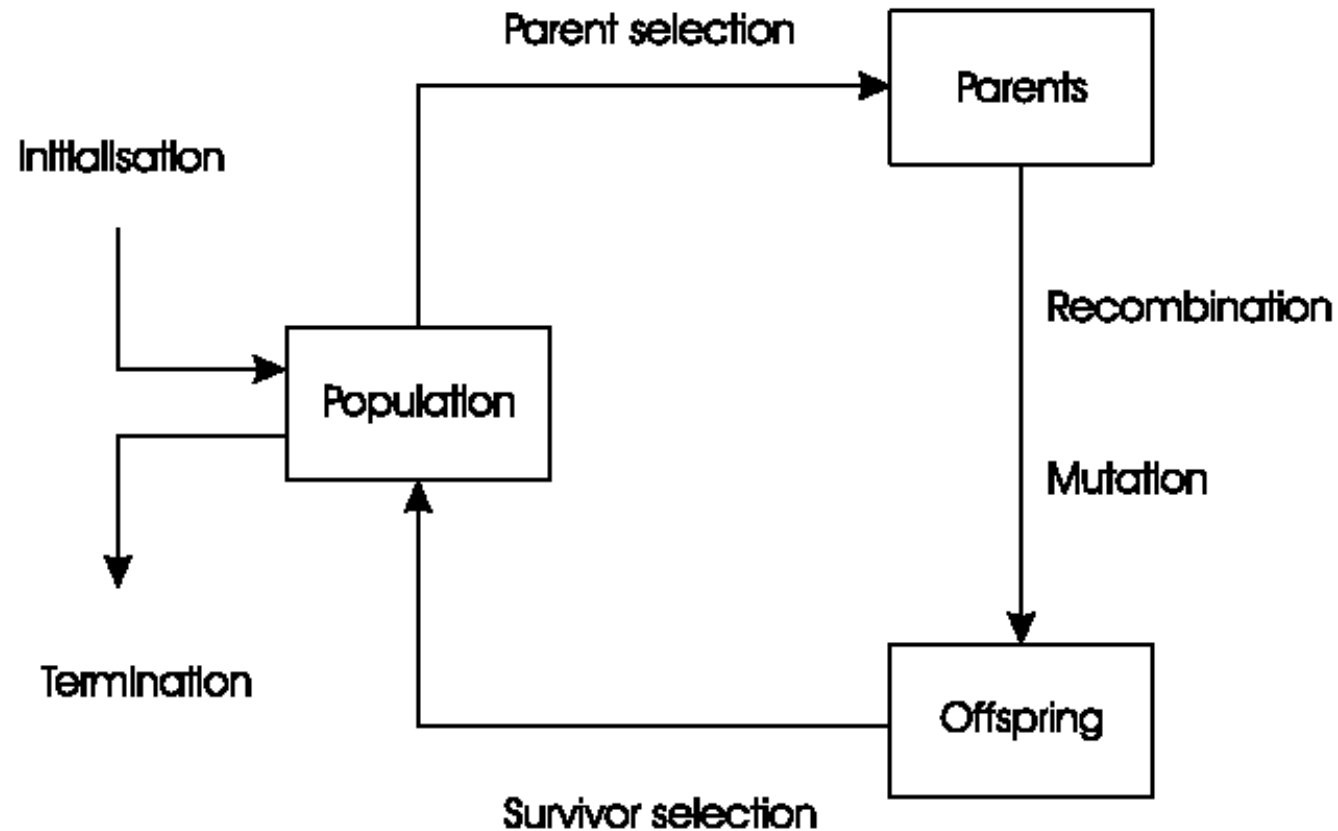 Parent selection
Parents
Initialisation
Recombination
Population
Mutation
Termination
Offspring
Survivor selection